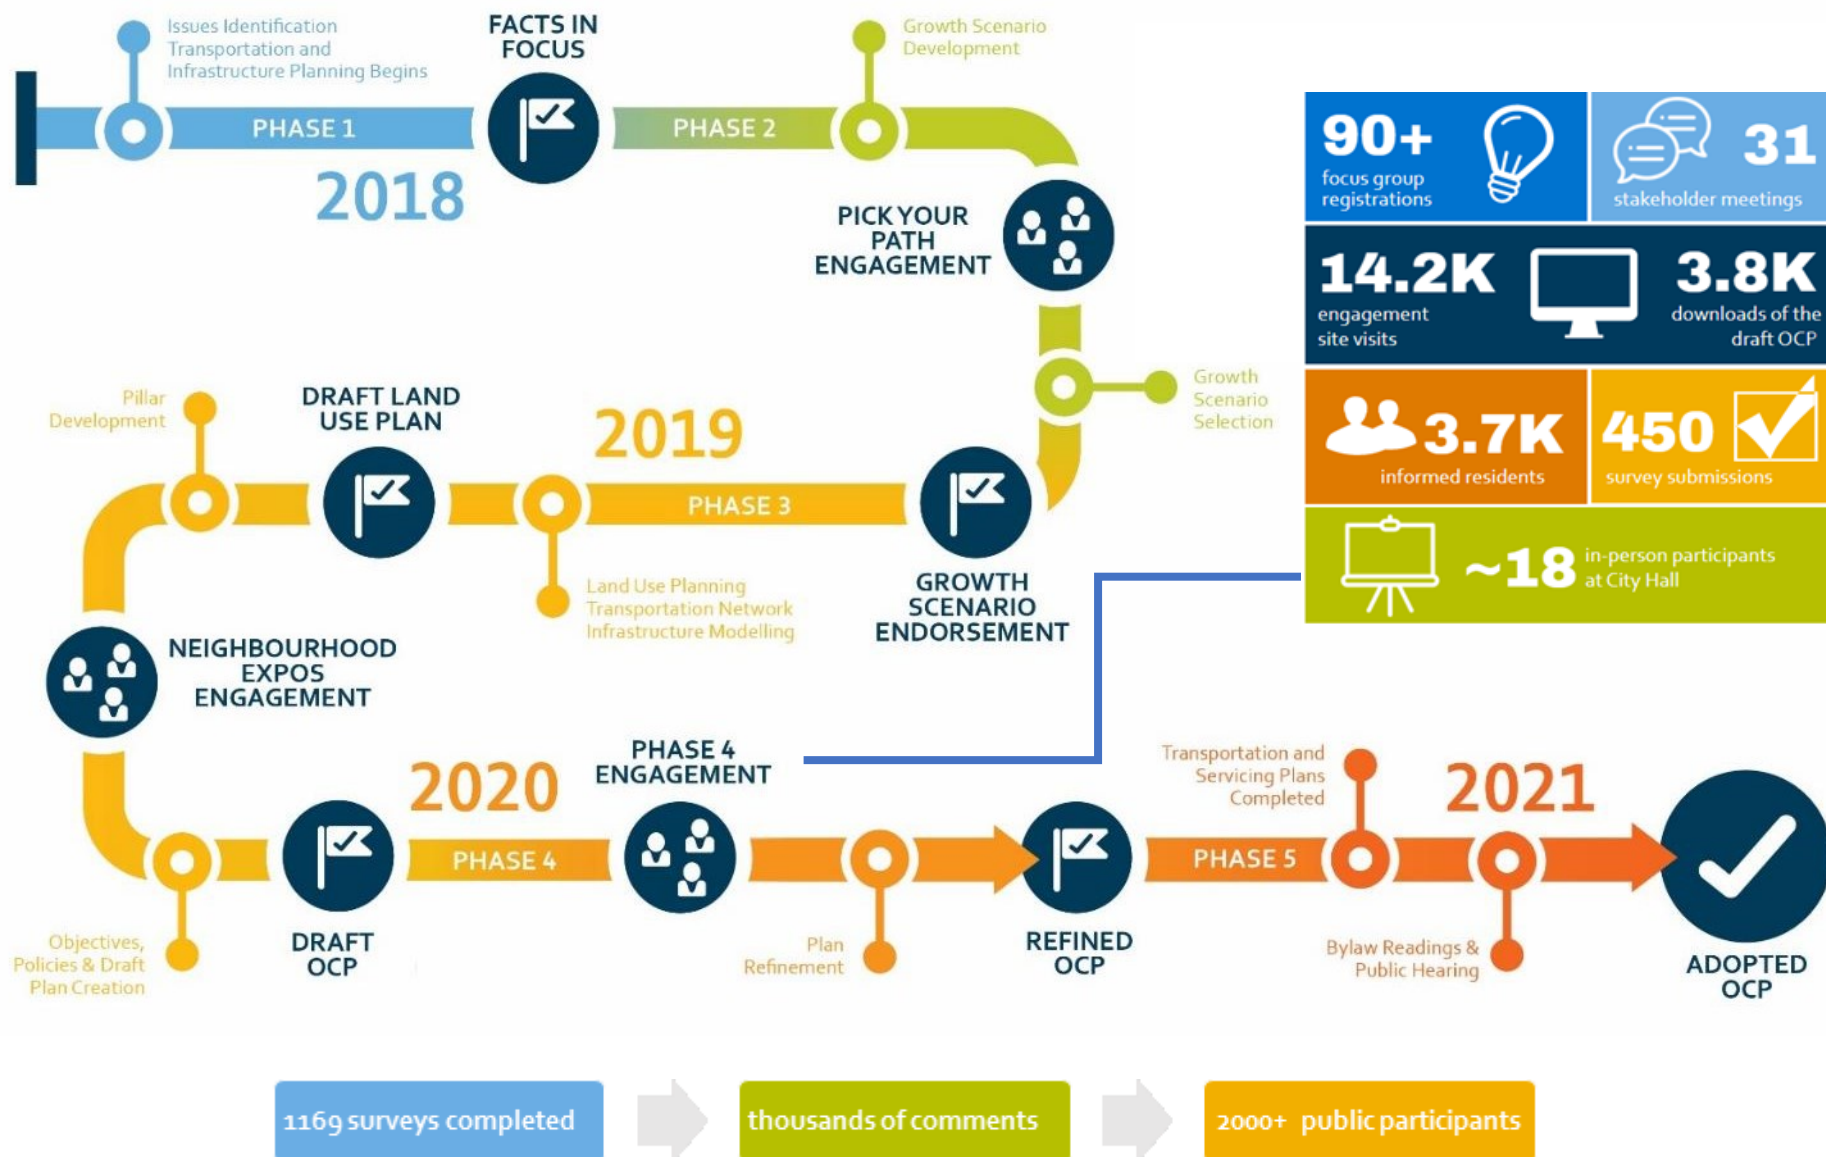 Issues Identification
Transportation and
Infrastructure Planning Begins
FACTS IN
FOCUS
Growth Scenario
Development
PHASE 1
PHASE 2
2018
PICK YOUR
PATH
ENGAGEMENT
90+
focus group
registrations
31
stakeholder meetings
14.2K
engagement
site visits
3.8K
downloads of the
draft OCP
3.7K
informed residents
450
survey submissions
~18
in-person participants
at City Hall
Growth
Scenario
Selection
Pillar
Development
DRAFT LAND
USE PLAN
2019
PHASE 3
Land Use Planning
Transportation Network
Infrastructure Modelling
GROWTH
SCENARIO
ENDORSEMENT
NEIGHBOURHOOD
EXPOS
ENGAGEMENT
2020
PHASE 4
ENGAGEMENT
Transportation and
Servicing Plans
Completed
2021
PHASE 4
PHASE 5
Objectives,
Policies & Draft
Plan Creation
DRAFT
OCP
Plan
Refinement
REFINED
OCP
Bylaw Readings &
Public Hearing
ADOPTED
OCP
1169 surveys completed
thousands of comments
2000+ public participants